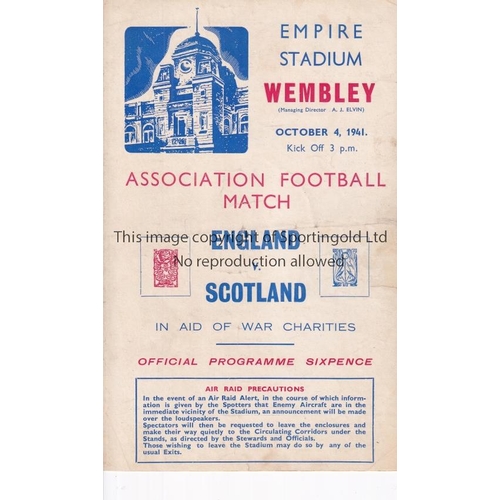 EMPIRE
STADIUM
WEMBLEY
(Managing Director A. J. ELVIN)
OCTOBER 4, 1941.
Kick Off 3 p.m.
ASSOCIATION FOOTBALL
MATCH
This image copyright of Sportingold Ltd
ENGLAND
No reproduction allowed
v.
SCOTLAND
IN AID OF WAR CHARITIES
OFFICIAL PROGRAMME SIXPENCE
AIR RAID PRECAUTIONS
In the event of an Air Raid Alert, in the course of which inform-
ation is given by the Spotters that Enemy Aircraft are in the
immediate vicinity of the Stadium, an announcement will be made
over the loudspeakers.
Spectators will then be requested to leave the enclosures and
make their way quietly to the Circulating Corridors under the
Stands, as directed by the Stewards and Officials.
Those wishing to leave the Stadium may do so by any of the
usual Exits.